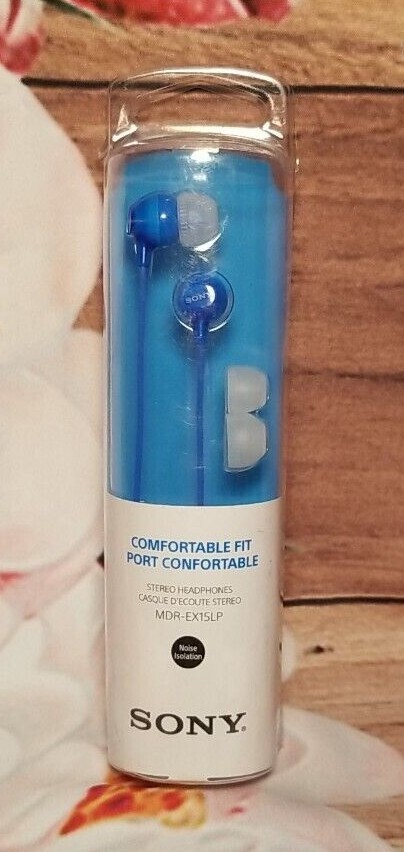 SONY
COMFORTABLE FIT
PORT CONFORTABLE
STEREO HEADPHONES
CASQUE D'ECOUTE STEREO
MDR-EX15LP
Noise
Isolation
SONY®